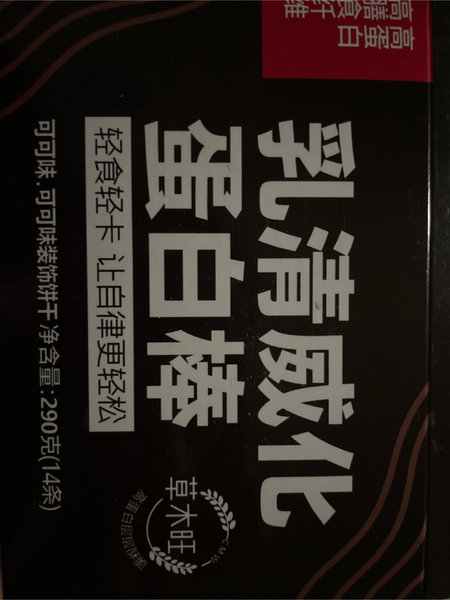 高蛋白
高膳食纤维
乳清威化
蛋白棒
轻食轻卡 让自律更轻松
可可味.可可味装饰饼干 净含量:290克(14条)
草木旺
CMW